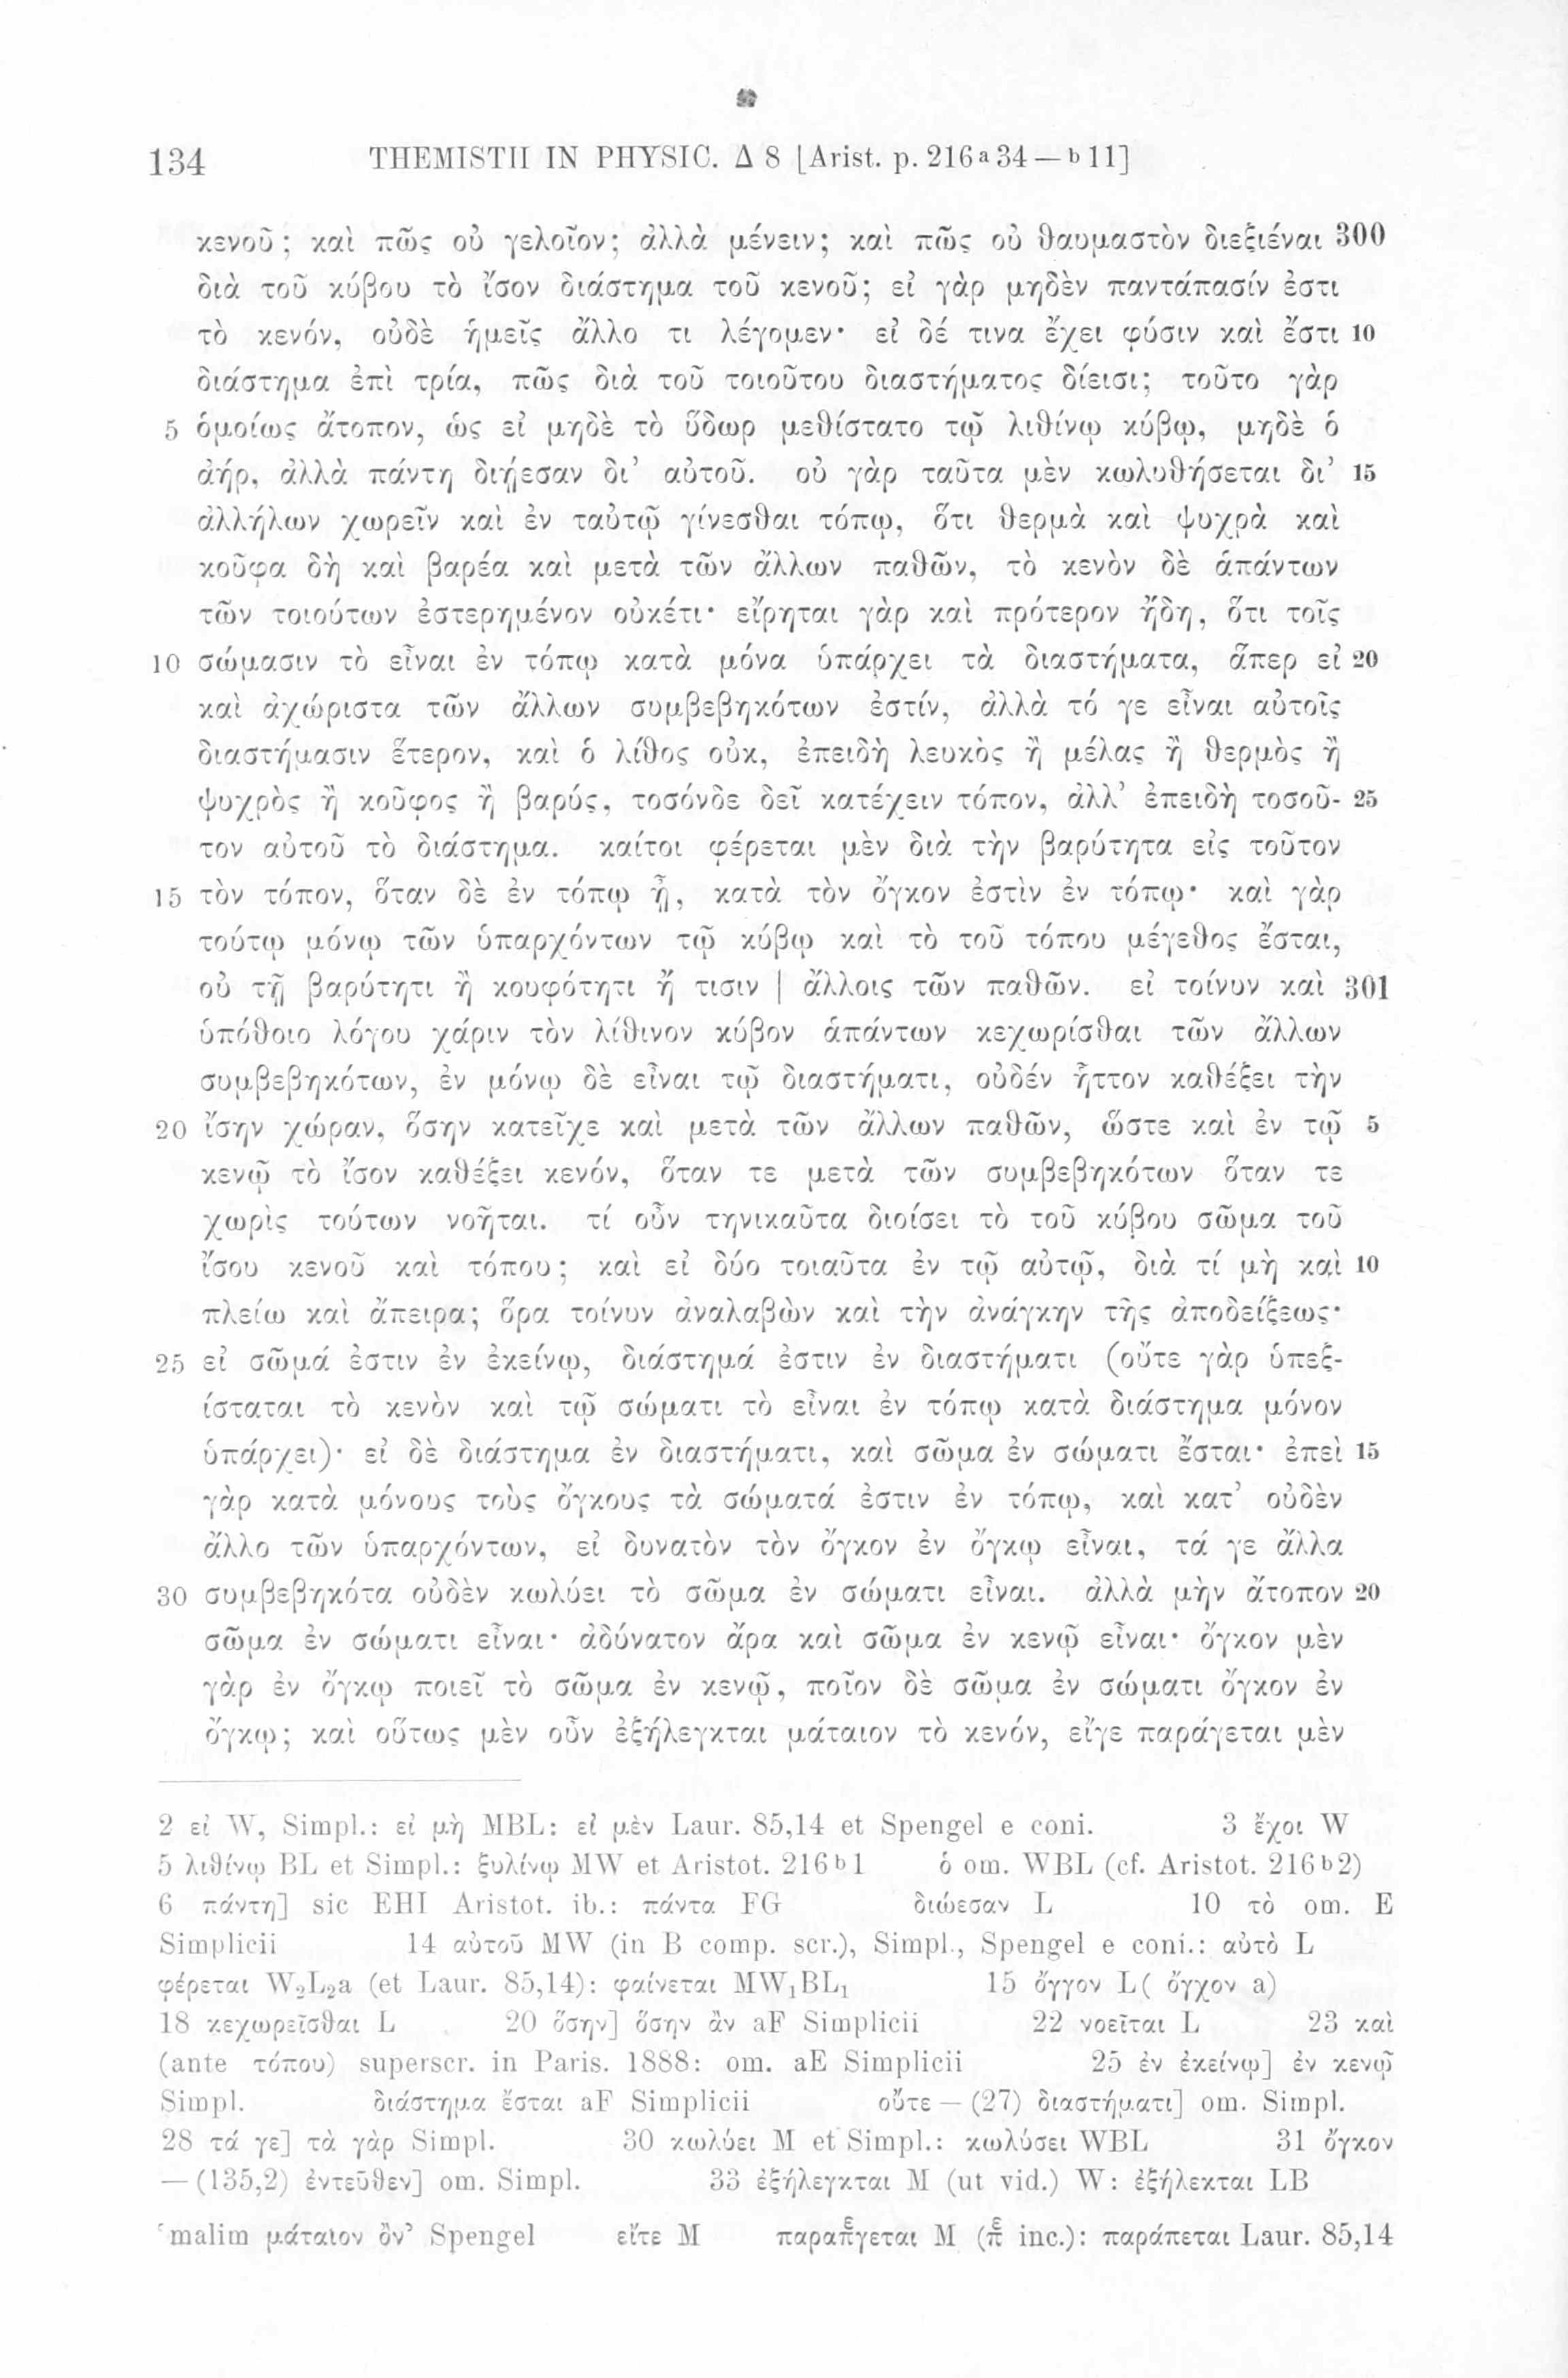 134 THEMISTII IN PHYSIC. Δ 8 [Arist. p. 216 a 34 — b 11]
κενοῦ; καὶ πῶς οὐ γελοῖον; ἀλλὰ μένειν; καὶ πῶς οὐ θαυμαστὸν διεξιέναι 300
διὰ τοῦ κύβου τὸ ἴσον διάστημα τοῦ κενοῦ; εἰ γὰρ μηδὲν παντάπασίν ἐστι
τὸ κενόν, οὐδὲ ἡμεῖς ἄλλο τι λέγομεν· εἰ δέ τινα ἔχει φύσιν καὶ ἔστι 10
διάστημα ἐπὶ τρία, πῶς διὰ τοῦ τοιούτου διαστήματος δίεισι; τοῦτο γὰρ
5 ὁμοίως ἄτοπον, ὡς εἰ μηδὲ τὸ ὕδωρ μεθίστατο τῷ λιθίνῳ κύβῳ, μηδὲ ὁ
ἀήρ, ἀλλὰ πάντῃ διῄεσαν δι’ αὐτοῦ. οὐ γὰρ ταῦτα μὲν κωλυθήσεται δι’ 15
ἀλλήλων χωρεῖν καὶ ἐν ταὐτῷ γίνεσθαι τόπῳ, ὅτι θερμὰ καὶ ψυχρὰ καὶ
κοῦφα δὴ καὶ βαρέα καὶ μετὰ τῶν ἄλλων παθῶν, τὸ κενὸν δὲ ἁπάντων
τῶν τοιούτων ἐστερημένον οὐκέτι· εἴρηται γὰρ καὶ πρότερον ἤδη, ὅτι τοῖς
10 σώμασιν τὸ εἶναι ἐν τόπῳ κατὰ μόνα ὑπάρχει τὰ διαστήματα, ἅπερ εἰ 20
καὶ ἀχώριστα τῶν ἄλλων συμβεβηκότων ἐστίν, ἀλλὰ τό γε εἶναι αὐτοῖς
διαστήμασιν ἕτερον, καὶ ὁ λίθος οὐκ, ἐπειδὴ λευκὸς ἢ μέλας ἢ θερμὸς ἢ
ψυχρὸς ἢ κοῦφος ἢ βαρύς, τοσόνδε δεῖ κατέχειν τόπον, ἀλλ’ ἐπειδὴ τοσοῦ- 25
τον αὐτοῦ τὸ διάστημα. καίτοι φέρεται μὲν διὰ τὴν βαρύτητα εἰς τοῦτον
15 τὸν τόπον, ὅταν δὲ ἐν τόπῳ ᾖ, κατὰ τὸν ὄγκον ἐστὶν ἐν τόπῳ· καὶ γὰρ
τούτῳ μόνῳ τῶν ὑπαρχόντων τῷ κύβῳ καὶ τὸ τοῦ τόπου μέγεθος ἔσται,
οὐ τῇ βαρύτητι ἢ κουφότητι ἤ τισιν | ἄλλοις τῶν παθῶν. εἰ τοίνυν καὶ 301
ὑπόθοιο λόγου χάριν τὸν λίθινον κύβον ἁπάντων κεχωρίσθαι τῶν ἄλλων
συμβεβηκότων, ἐν μόνῳ δὲ εἶναι τῷ διαστήματι, οὐδέν ἧττον καθέξει τὴν
20 ἴσην χώραν, ὅσην κατεῖχε καὶ μετὰ τῶν ἄλλων παθῶν, ὥστε καὶ ἐν τῷ 5
κενῷ τὸ ἴσον καθέξει κενόν, ὅταν τε μετὰ τῶν συμβεβηκότων ὅταν τε
χωρὶς τούτων νοῆται. τί οὖν τηνικαῦτα διοίσει τὸ τοῦ κύβου σῶμα τοῦ
ἴσου κενοῦ καὶ τόπου; καὶ εἰ δύο τοιαῦτα ἐν τῷ αὐτῷ, διὰ τί μὴ καὶ 10
πλείω καὶ ἄπειρα; ὅρα τοίνυν ἀναλαβὼν καὶ τὴν ἀνάγκην τῆς ἀποδείξεως·
25 εἰ σῶμά ἐστιν ἐν ἐκείνῳ, διάστημά ἐστιν ἐν διαστήματι (οὔτε γὰρ ὑπεξ-
ίσταται τὸ κενὸν καὶ τῷ σώματι τὸ εἶναι ἐν τόπῳ κατὰ διάστημα μόνον
ὑπάρχει)· εἰ δὲ διάστημα ἐν διαστήματι, καὶ σῶμα ἐν σώματι ἔσται· ἐπεὶ 15
γὰρ κατὰ μόνους τοὺς ὄγκους τὰ σώματά ἐστιν ἐν τόπῳ, καὶ κατ’ οὐδὲν
ἄλλο τῶν ὑπαρχόντων, εἰ δυνατὸν τὸν ὄγκον ἐν ὄγκῳ εἶναι, τά γε ἄλλα
30 συμβεβηκότα οὐδὲν κωλύει τὸ σῶμα ἐν σώματι εἶναι. ἀλλὰ μὴν ἄτοπον 20
σῶμα ἐν σώματι εἶναι· ἀδύνατον ἄρα καὶ σῶμα ἐν κενῷ εἶναι· ὄγκον μὲν
γὰρ ἐν ὄγκῳ ποιεῖ τὸ σῶμα ἐν κενῷ, ποῖον δὲ σῶμα ἐν σώματι ὄγκον ἐν
ὄγκῳ; καὶ οὕτως μὲν οὖν ἐξήλεγκται μάταιον τὸ κενόν, εἴγε παράγεται μὲν
2 εἰ W, Simpl.: εἰ μὴ MBL: εἰ μὲν Laur. 85,14 et Spengel e coni. 3 ἔχοι W
5 λιθίνῳ BL et Simpl.: ξυλίνῳ MW et Aristot. 216 b 1 ὁ om. WBL (cf. Aristot. 216 b 2)
6 πάντῃ] sic EHI Aristot. ib.: πάντα FG διώεσαν L 10 τὸ om. E
Simplicii 14 αὐτοῦ MW (in B comp. scr.), Simpl., Spengel e coni.: αὐτὸ L
φέρεται W₂L₂a (et Laur. 85,14): φαίνεται MW₁BL₁ 15 ὄγγον L( ὄγχον a)
18 κεχωρεῖσθαι L 20 ὅσην] ὅσην ἂν aF Simplicii 22 νοεῖται L 23 καὶ
(ante τόπου) superscr. in Paris. 1888: om. aE Simplicii 25 ἐν ἐκείνῳ] ἐν κενῷ
Simpl. διάστημα ἔσται aF Simplicii οὔτε — (27) διαστήματι] om. Simpl.
28 τά γε] τὰ γὰρ Simpl. 30 κωλύει M et Simpl.: κωλύσει WBL 31 ὄγκον
— (135,2) ἐντεῦθεν] om. Simpl. 33 ἐξήλεγκται M (ut vid.) W: ἐξήλεκται LB
‘malim μάταιον ὄν’ Spengel εἴτε M παραπ̊γεται M (π̊ inc.): παράπεται Laur. 85,14